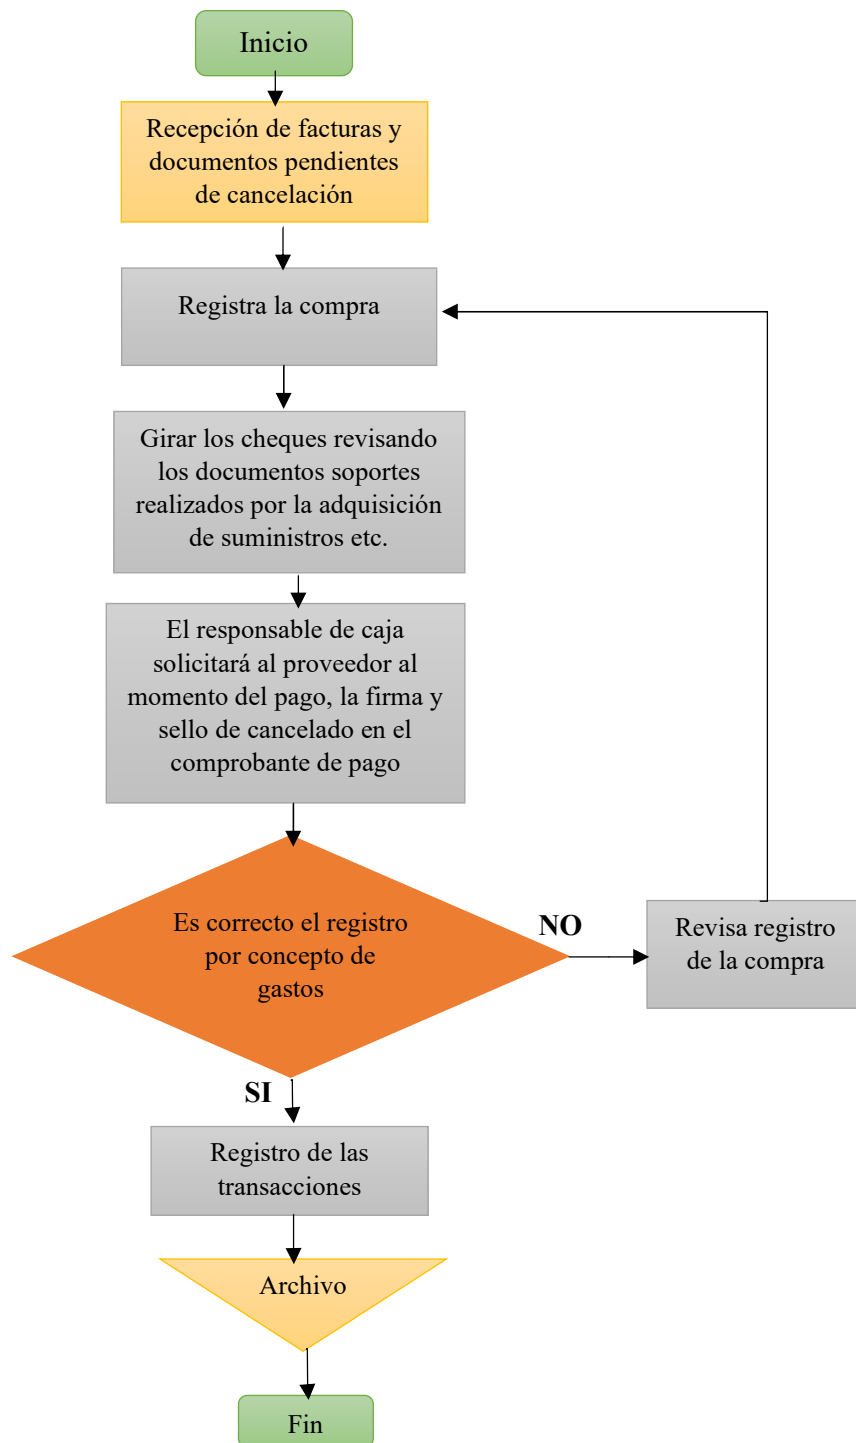 Inicio
Recepción de facturas y
documentos pendientes
de cancelación
Registra la compra
Girar los cheques revisando
los documentos soportes
realizados por la adquisición
de suministros etc.
El responsable de caja
solicitará al proveedor al
momento del pago, la firma y
sello de cancelado en el
comprobante de pago
Es correcto el registro
por concepto de
gastos
NO
Revisa registro
de la compra
SI
Registro de las
transacciones
Archivo
Fin